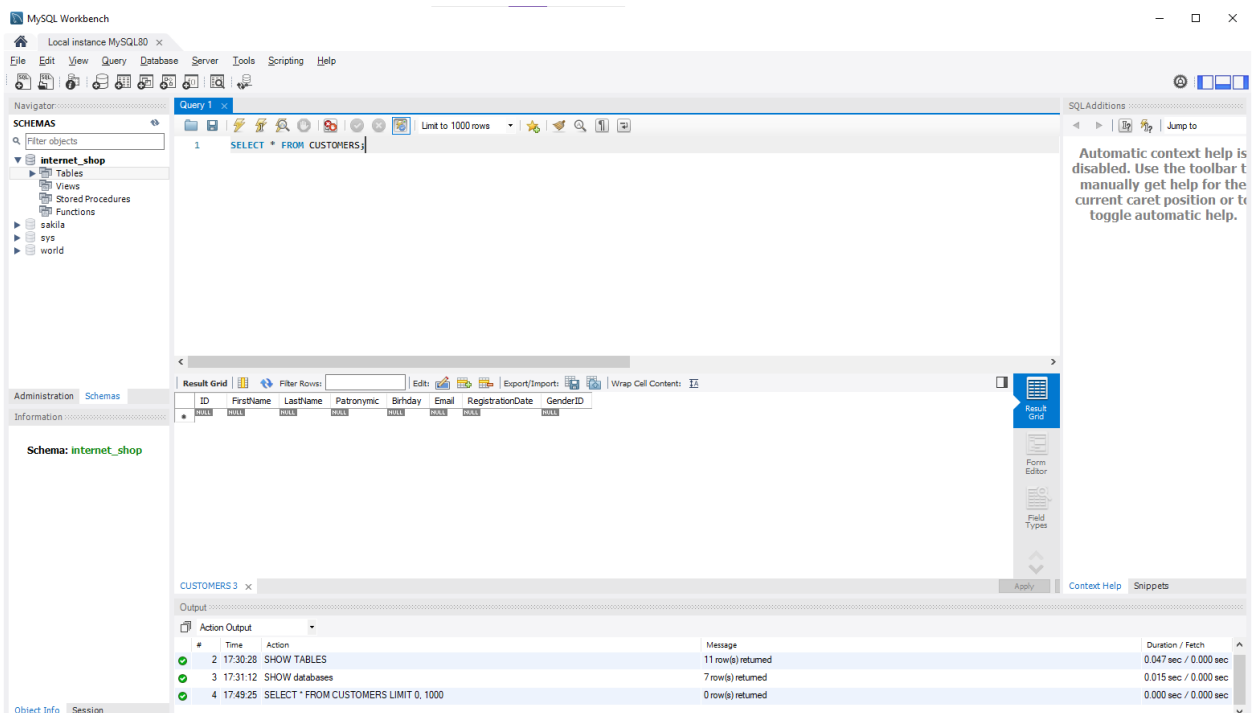 MySQL Workbench
Local instance MySQL80
File Edit View Query Database Server Tools Scripting Help
Navigator
SCHEMAS
Filter objects
internet_shop
Tables
Views
Stored Procedures
Functions
sakila
sys
world
Administration Schemas
Information
Schema: internet_shop
Object Info Session
Query 1
Limit to 1000 rows
1 SELECT * FROM CUSTOMERS;
Result Grid Filter Rows: Edit: Export/Import: Wrap Cell Content:
ID FirstName LastName Patronymic Birhday Email RegistrationDate GenderID
NULL NULL NULL NULL NULL NULL NULL NULL
Result
Grid
Form
Editor
Field
Types
CUSTOMERS 3
Apply
Output
Action Output
# Time Action Message Duration / Fetch
2 17:30:28 SHOW TABLES 11 row(s) returned 0.047 sec / 0.000 sec
3 17:31:12 SHOW databases 7 row(s) returned 0.015 sec / 0.000 sec
4 17:49:25 SELECT * FROM CUSTOMERS LIMIT 0, 1000 0 row(s) returned 0.000 sec / 0.000 sec
SQLAdditions
Jump to
Automatic context help is
disabled. Use the toolbar t
manually get help for the
current caret position or to
toggle automatic help.
Context Help Snippets